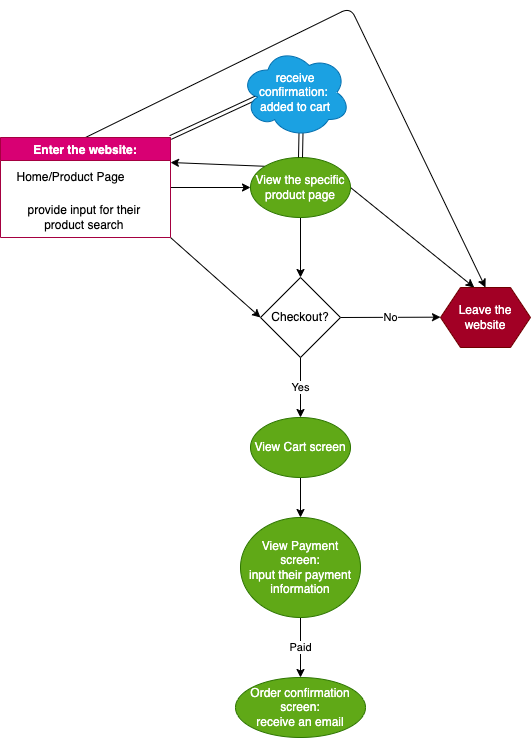 receive
confirmation:
added to cart
Enter the website:
Home/Product Page
provide input for their
product search
View the specific
product page
Checkout?
No
Leave the
website
Yes
View Cart screen
View Payment
screen:
input their payment
information
Paid
Order confirmation
screen:
receive an email